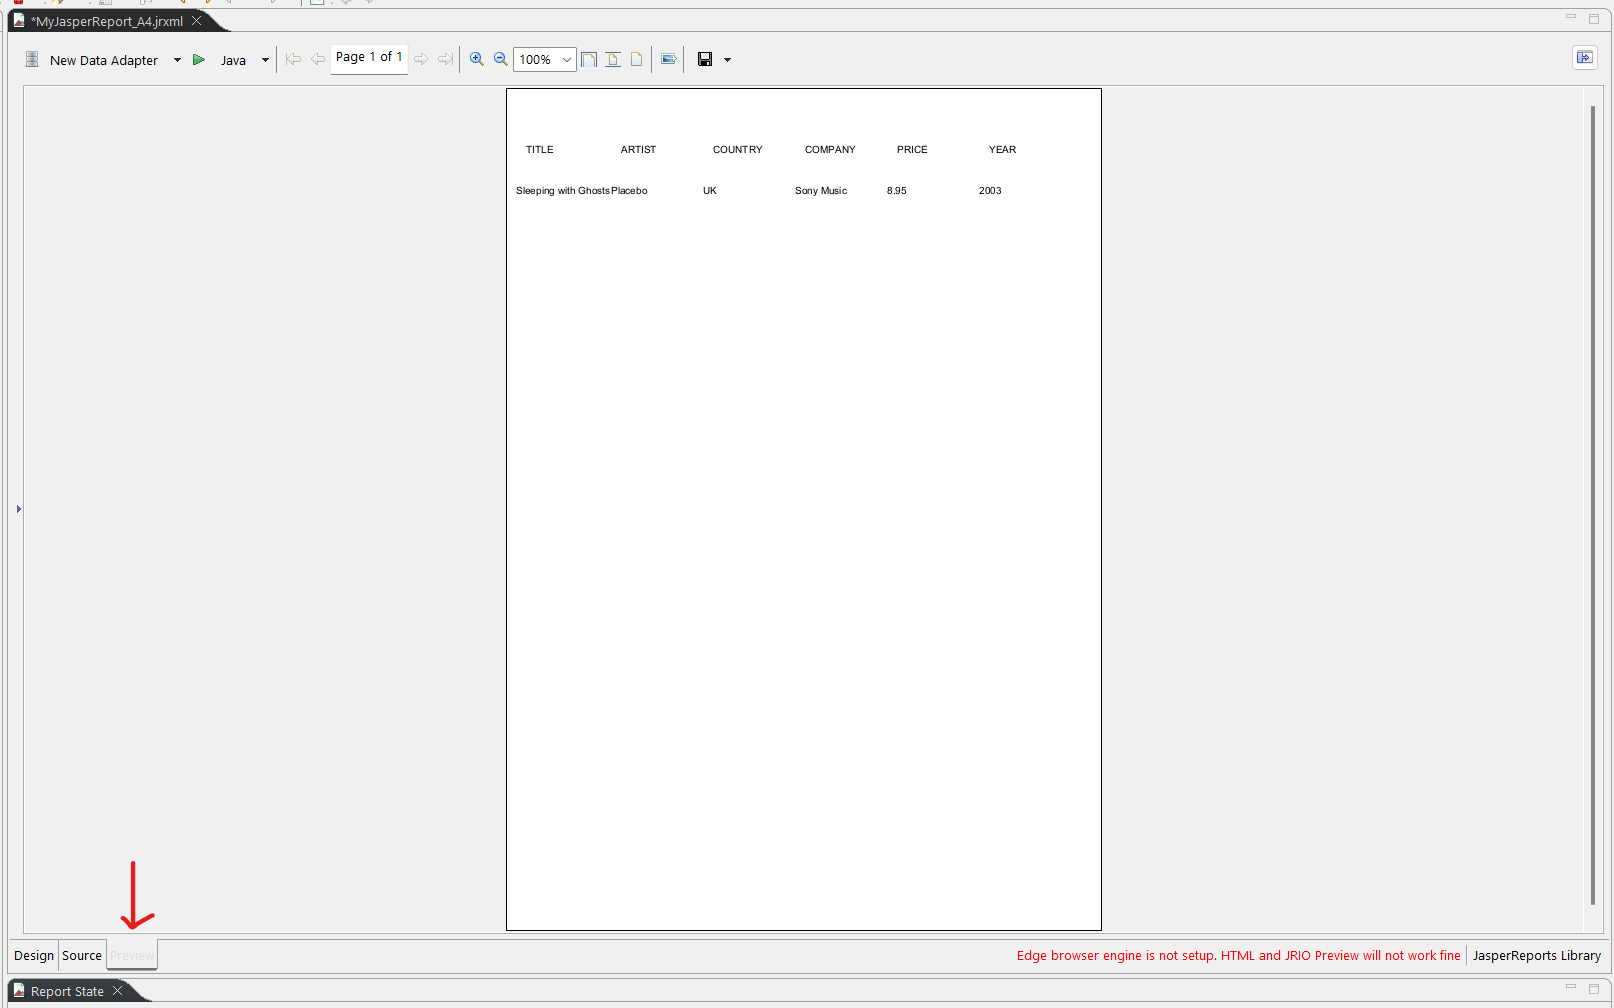 *MyJasperReport_A4.jrxml
New Data Adapter Java Page 1 of 1 100%
TITLE ARTIST COUNTRY COMPANY PRICE YEAR
Sleeping with Ghosts Placebo UK Sony Music 8.95 2003
Design Source Preview Edge browser engine is not setup. HTML and JRIO Preview will not work fine JasperReports Library
Report State